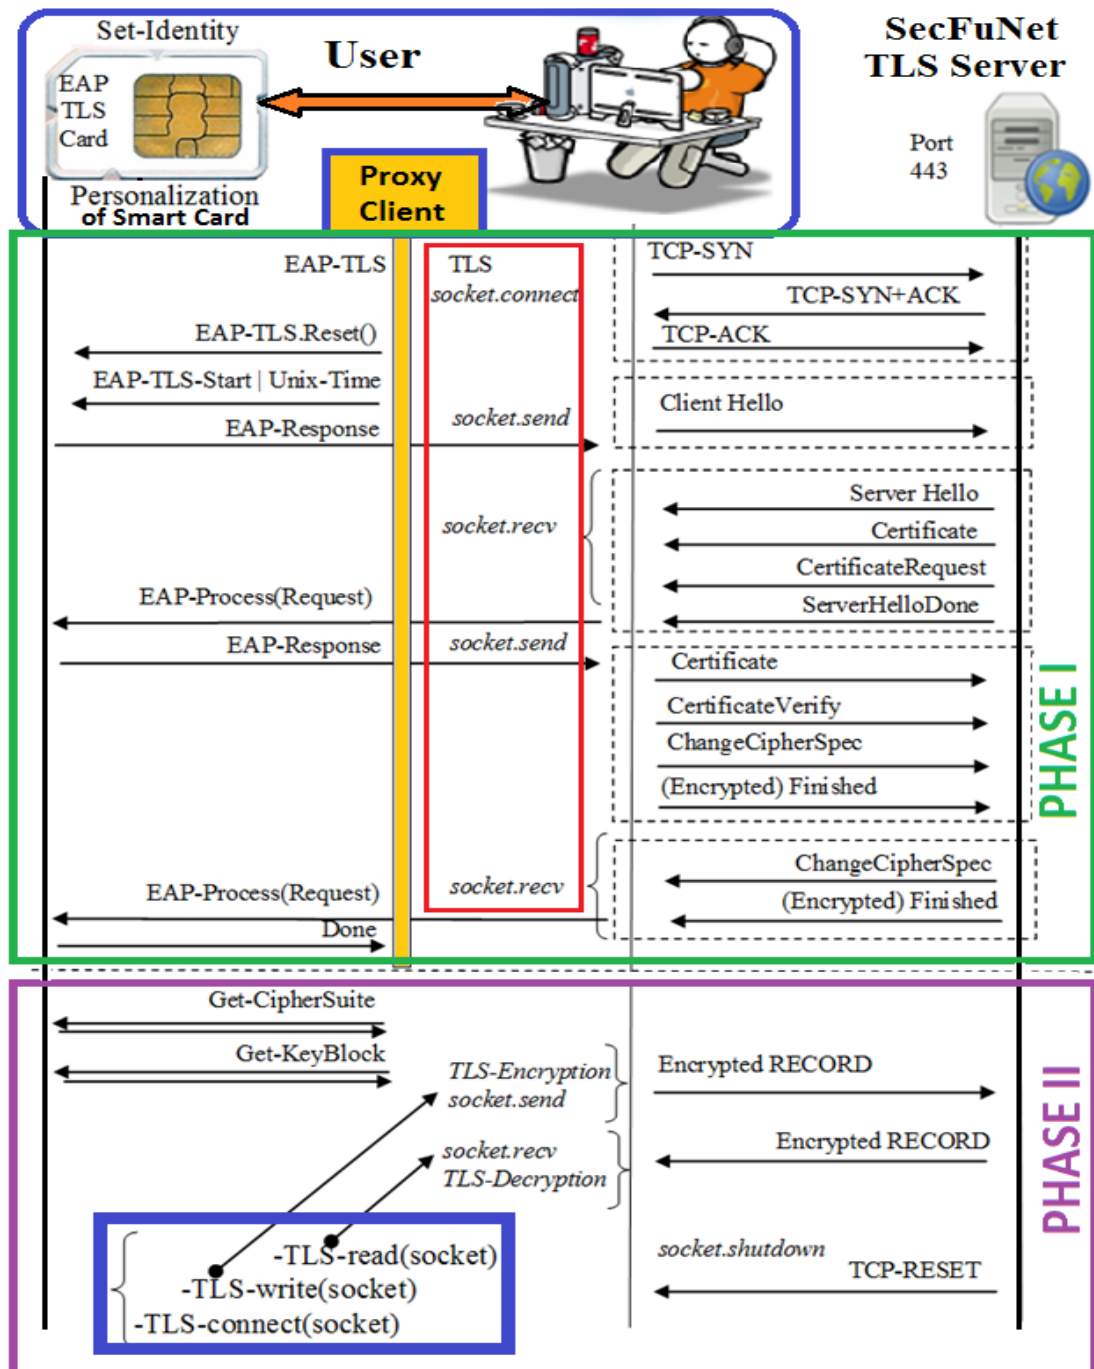 Set-Identity
EAP
TLS
Card
User
Personalization
of Smart Card
Proxy
Client
SecFuNet
TLS Server
Port
443
EAP-TLS
TLS
socket.connect
TCP-SYN
TCP-SYN+ACK
EAP-TLS.Reset()
TCP-ACK
EAP-TLS-Start | Unix-Time
Client Hello
EAP-Response
socket.send
Server Hello
socket.recv
Certificate
CertificateRequest
EAP-Process(Request)
ServerHelloDone
EAP-Response
socket.send
Certificate
CertificateVerify
ChangeCipherSpec
(Encrypted) Finished
PHASE I
ChangeCipherSpec
EAP-Process(Request)
socket.recv
(Encrypted) Finished
Done
Get-CipherSuite
Get-KeyBlock
TLS-Encryption
socket.send
Encrypted RECORD
socket.recv
TLS-Decryption
Encrypted RECORD
PHASE II
-TLS-read(socket)
-TLS-write(socket)
-TLS-connect(socket)
socket.shutdown
TCP-RESET